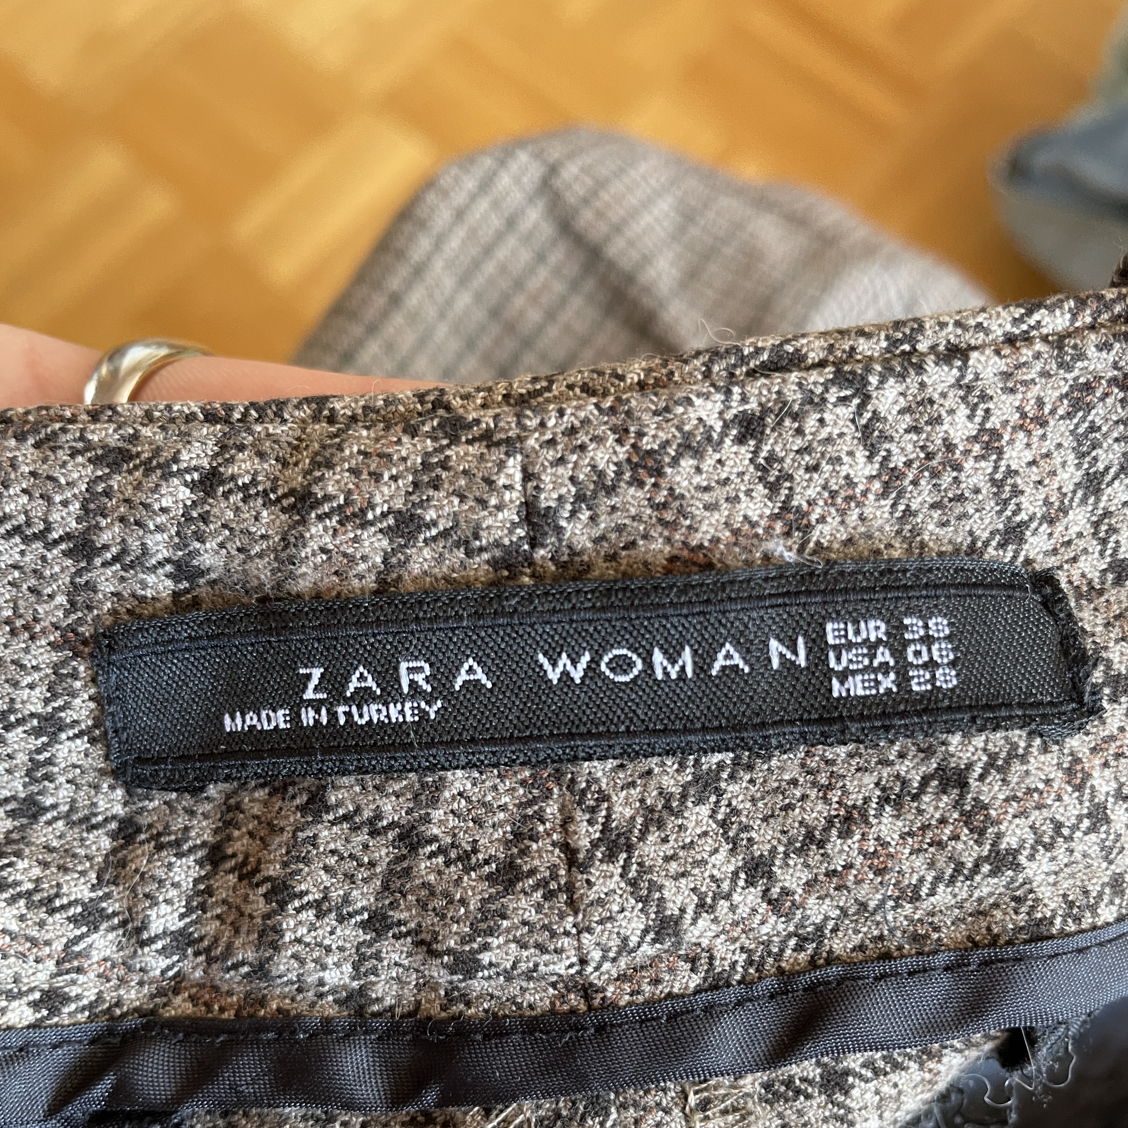 ZARA WOMAN
MADE IN TURKEY
EUR 38
USA 06
MEX 28